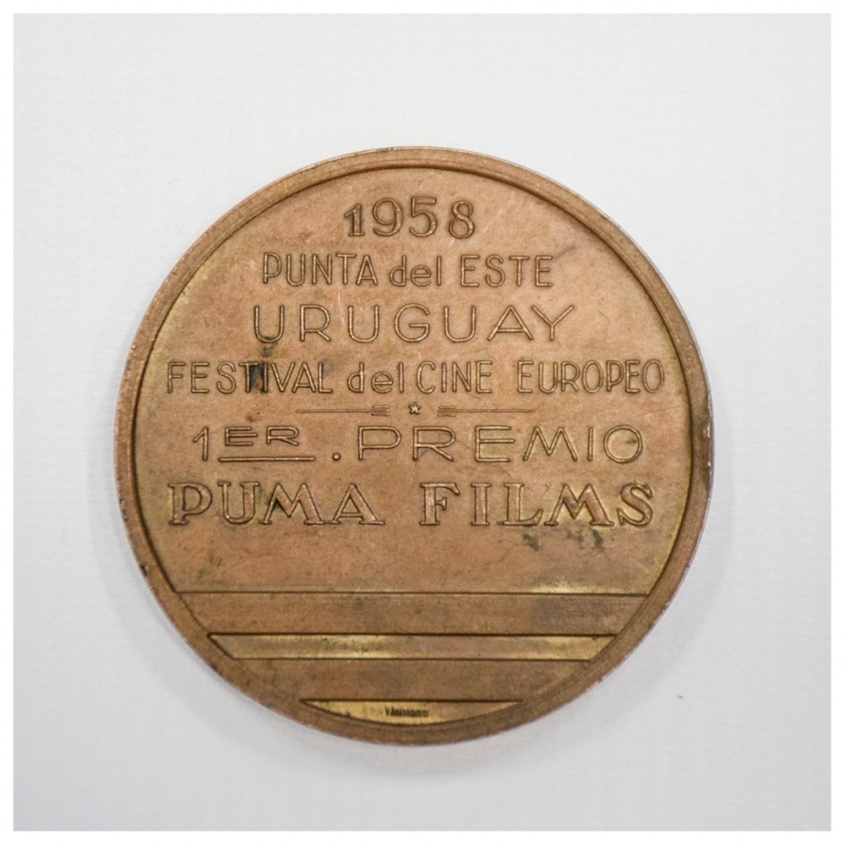 1958
PUNTA del ESTE
URUGUAY
FESTIVAL del CINE EUROPEO
1ER. PREMIO
PUMA FILMS